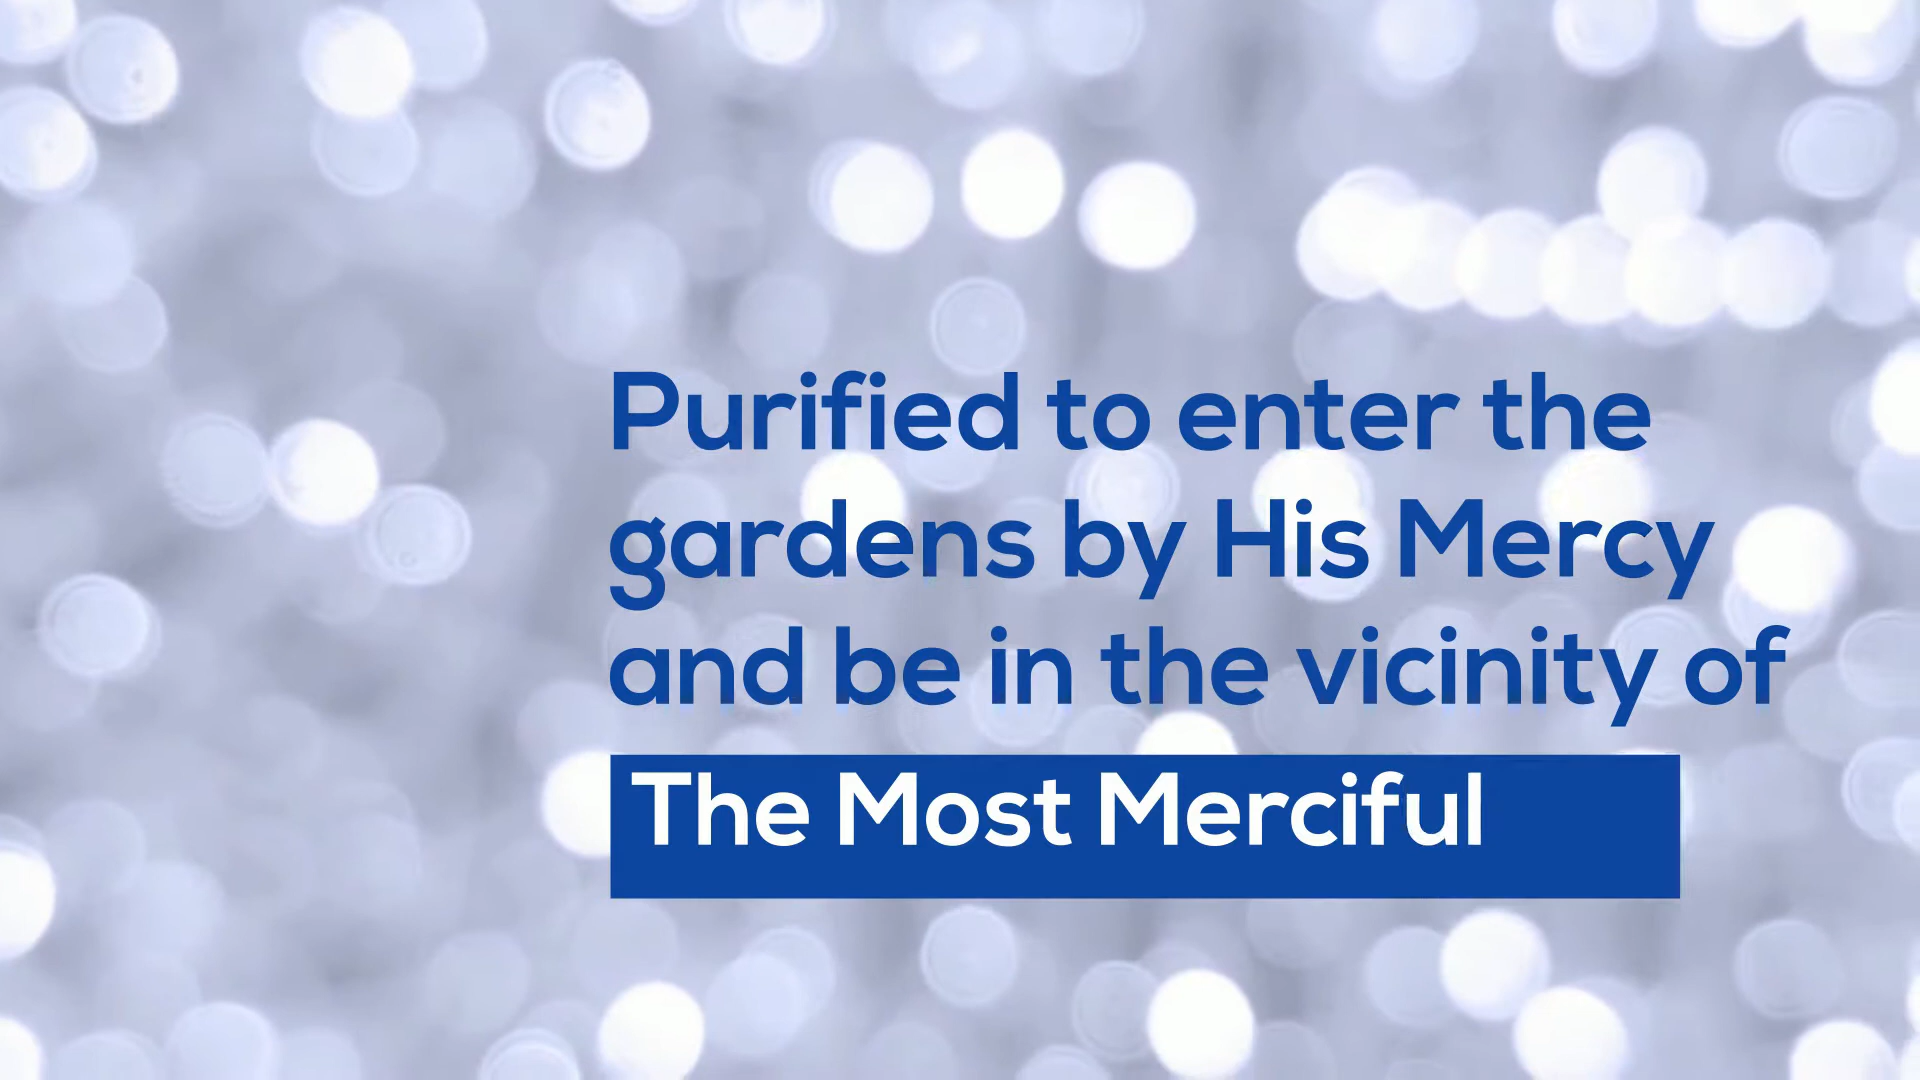 Purified to enter the
gardens by His Mercy
and be in the vicinity of
The Most Merciful